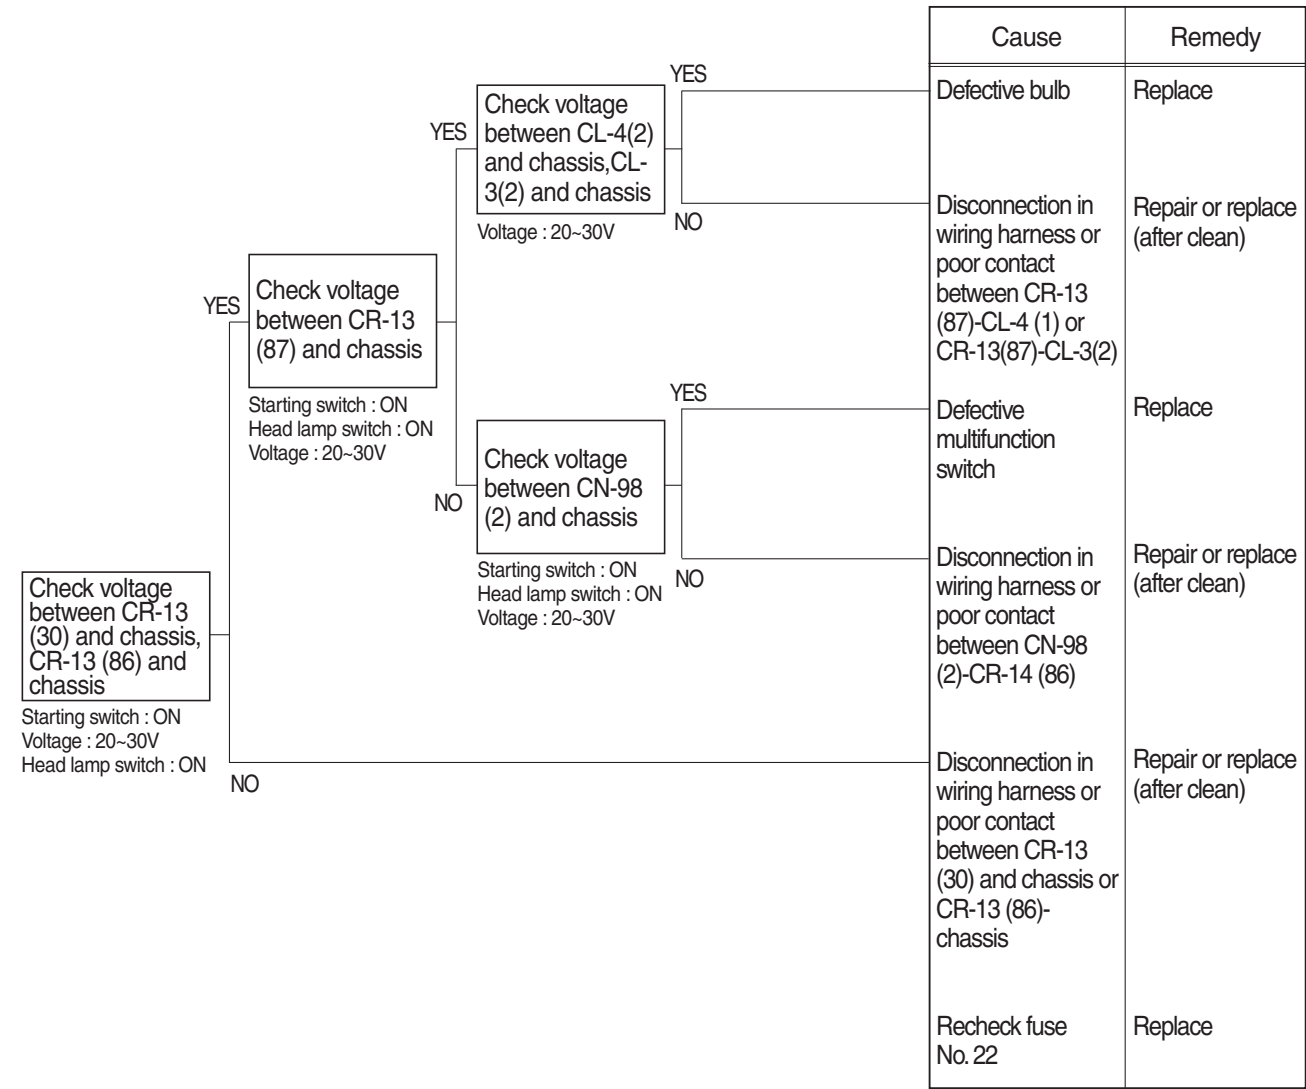 Cause
Remedy
YES
Defective bulb
Replace
Check voltage
between CL-4(2)
and chassis,CL-
3(2) and chassis
YES
Voltage : 20~30V
NO
Disconnection in
wiring harness or
poor contact
between CR-13
(87)-CL-4 (1) or
CR-13(87)-CL-3(2)
Repair or replace
(after clean)
YES
Check voltage
between CR-13
(87) and chassis
Starting switch : ON
Head lamp switch : ON
Voltage : 20~30V
YES
Defective
multifunction
switch
Replace
NO
Check voltage
between CN-98
(2) and chassis
Starting switch : ON
Head lamp switch : ON
Voltage : 20~30V
NO
Disconnection in
wiring harness or
poor contact
between CN-98
(2)-CR-14 (86)
Repair or replace
(after clean)
Check voltage
between CR-13
(30) and chassis,
CR-13 (86) and
chassis
Starting switch : ON
Voltage : 20~30V
Head lamp switch : ON
NO
Disconnection in
wiring harness or
poor contact
between CR-13
(30) and chassis or
CR-13 (86)-
chassis
Repair or replace
(after clean)
Recheck fuse
No. 22
Replace